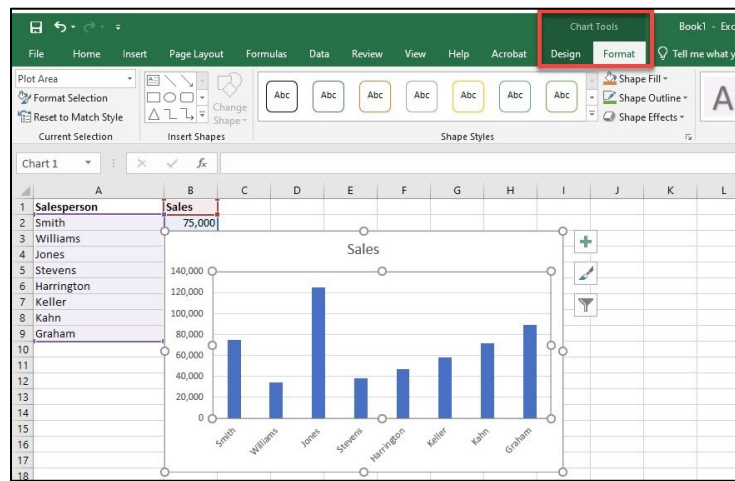 Chart Tools Book1 - Exc
File Home Insert Page Layout Formulas Data Review View Help Acrobat Design Format Tell me what y
Plot Area
Format Selection
Reset to Match Style
Current Selection
Change
Shape
Insert Shapes
Abc Abc Abc Abc Abc Abc Abc
Shape Styles
Shape Fill
Shape Outline
Shape Effects
A
Chart 1 fx
A B C D E F G H I J K L
1 Salesperson Sales
2 Smith 75,000
3 Williams
4 Jones
5 Stevens
6 Harrington
7 Keller
8 Kahn
9 Graham
10
11
12
13
14
15
16
17
18
Sales
140,000
120,000
100,000
80,000
60,000
40,000
20,000
0
Smith Williams Jones Stevens Harrington Keller Kahn Graham